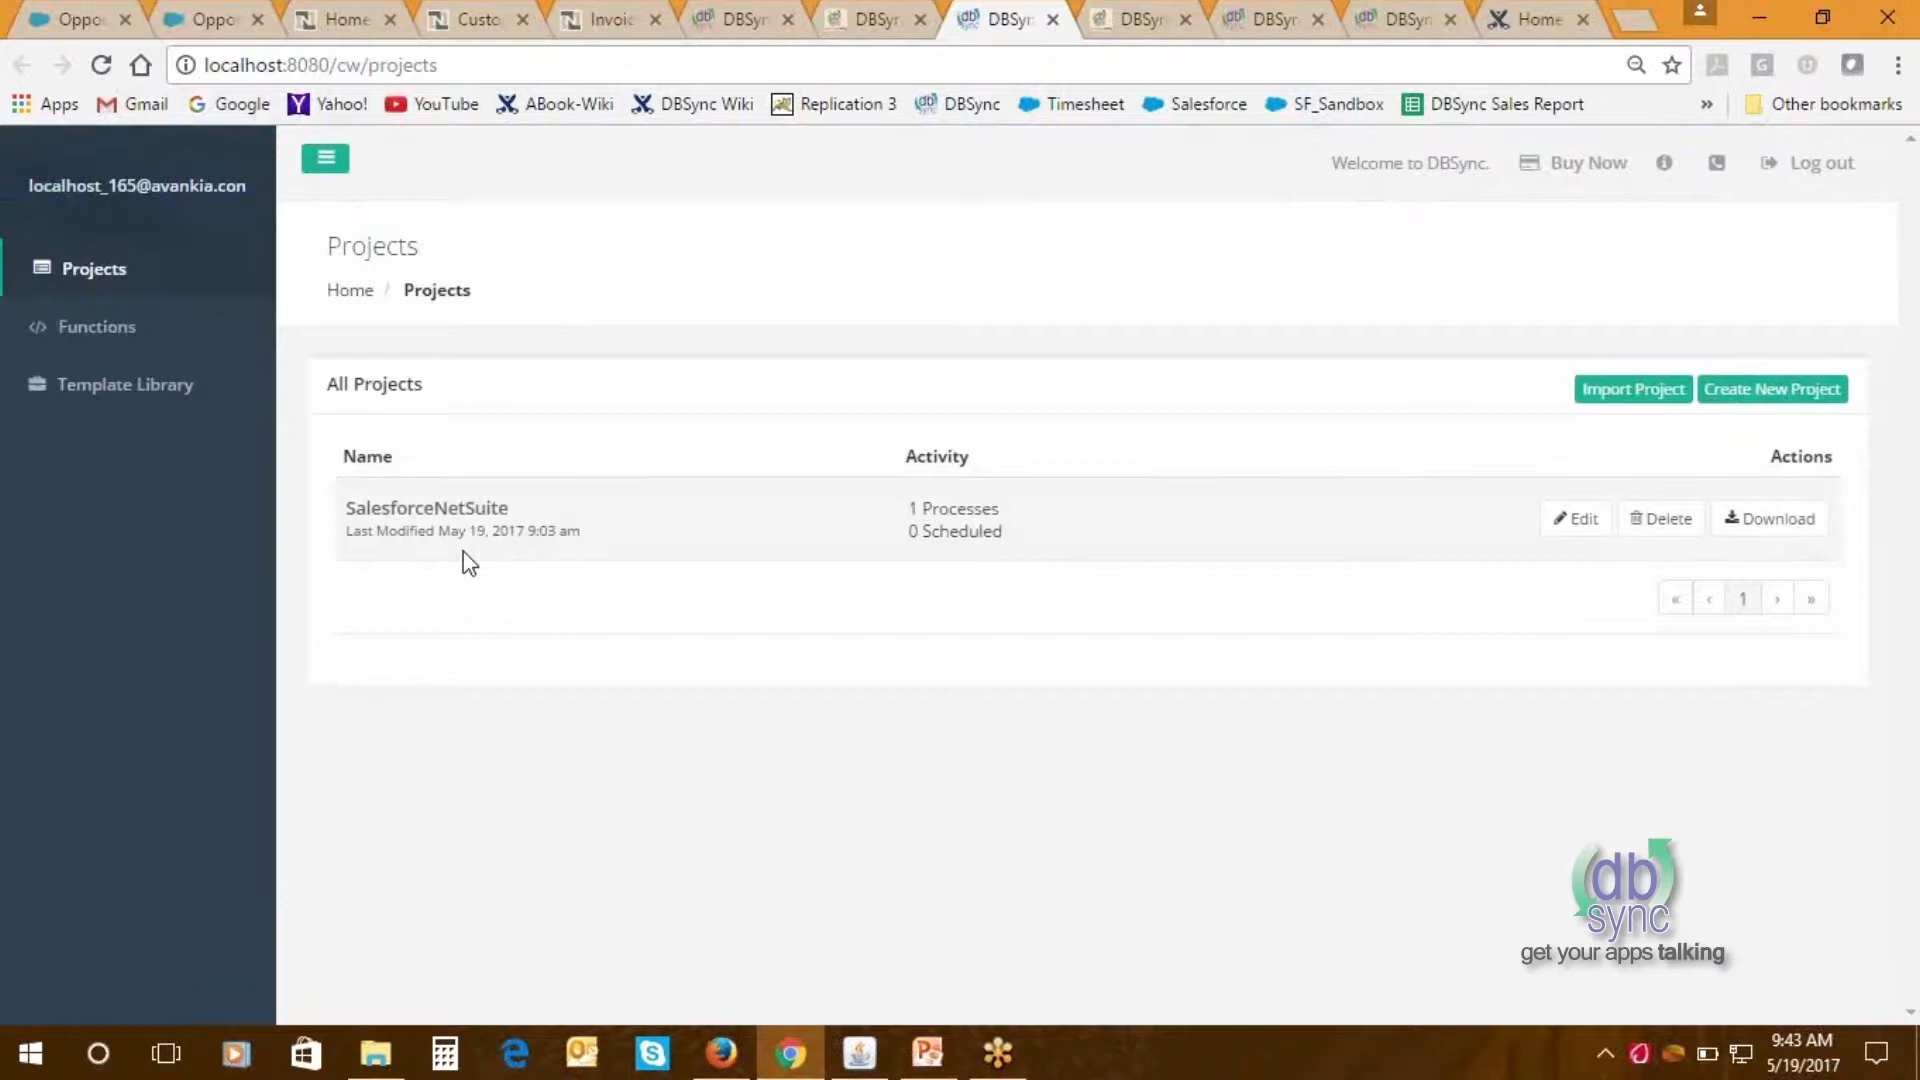 Oppo Oppo Home Custo Invoic DBSyn DBSyn DBSyn DBSyn DBSyn DBSyn Home
localhost:8080/cw/projects
Apps Gmail Google Yahoo! YouTube ABook-Wiki DBSync Wiki Replication 3 DBSync Timesheet Salesforce SF_Sandbox DBSync Sales Report » Other bookmarks
localhost_165@avankia.con
Welcome to DBSync. Buy Now Log out
Projects
Functions
Template Library
Projects
Home / Projects
All Projects
Import Project Create New Project
Name Activity Actions
SalesforceNetSuite 1 Processes
Last Modified May 19, 2017 9:03 am 0 Scheduled
Edit Delete Download
« ‹ 1 › »
db
sync
get your apps talking
9:43 AM
5/19/2017